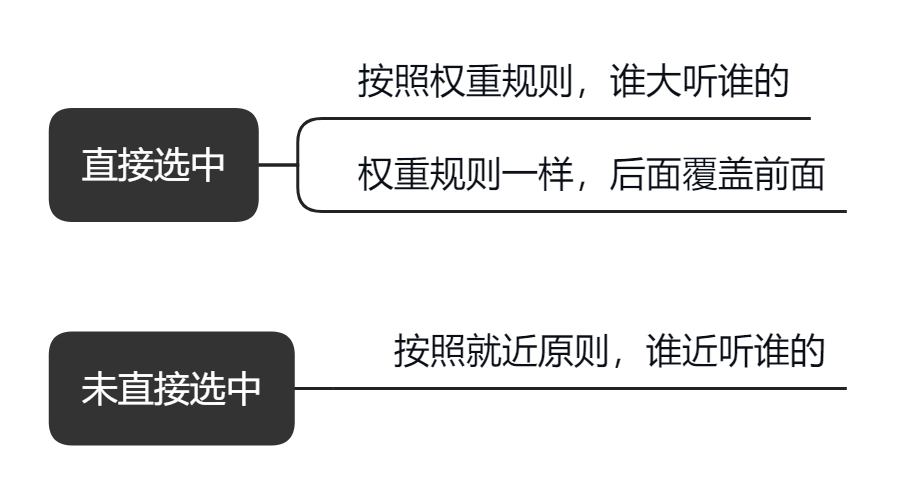 按照权重规则，谁大听谁的
直接选中
权重规则一样，后面覆盖前面
按照就近原则，谁近听谁的
未直接选中